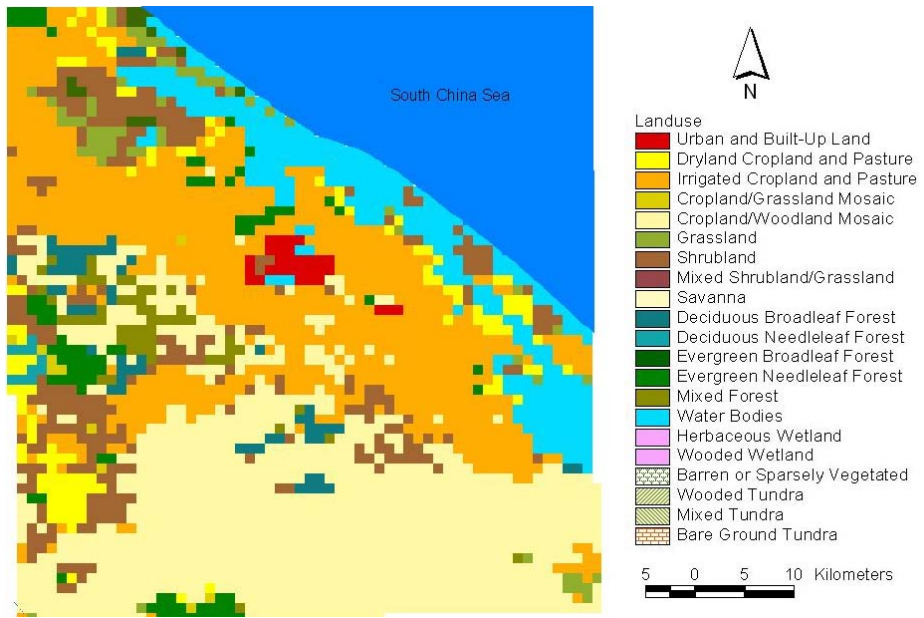 South China Sea
N
Landuse
Urban and Built-Up Land
Dryland Cropland and Pasture
Irrigated Cropland and Pasture
Cropland/Grassland Mosaic
Cropland/Woodland Mosaic
Grassland
Shrubland
Mixed Shrubland/Grassland
Savanna
Deciduous Broadleaf Forest
Deciduous Needleleaf Forest
Evergreen Broadleaf Forest
Evergreen Needleleaf Forest
Mixed Forest
Water Bodies
Herbaceous Wetland
Wooded Wetland
Barren or Sparsely Vegetated
Wooded Tundra
Mixed Tundra
Bare Ground Tundra
5 0 5 10 Kilometers